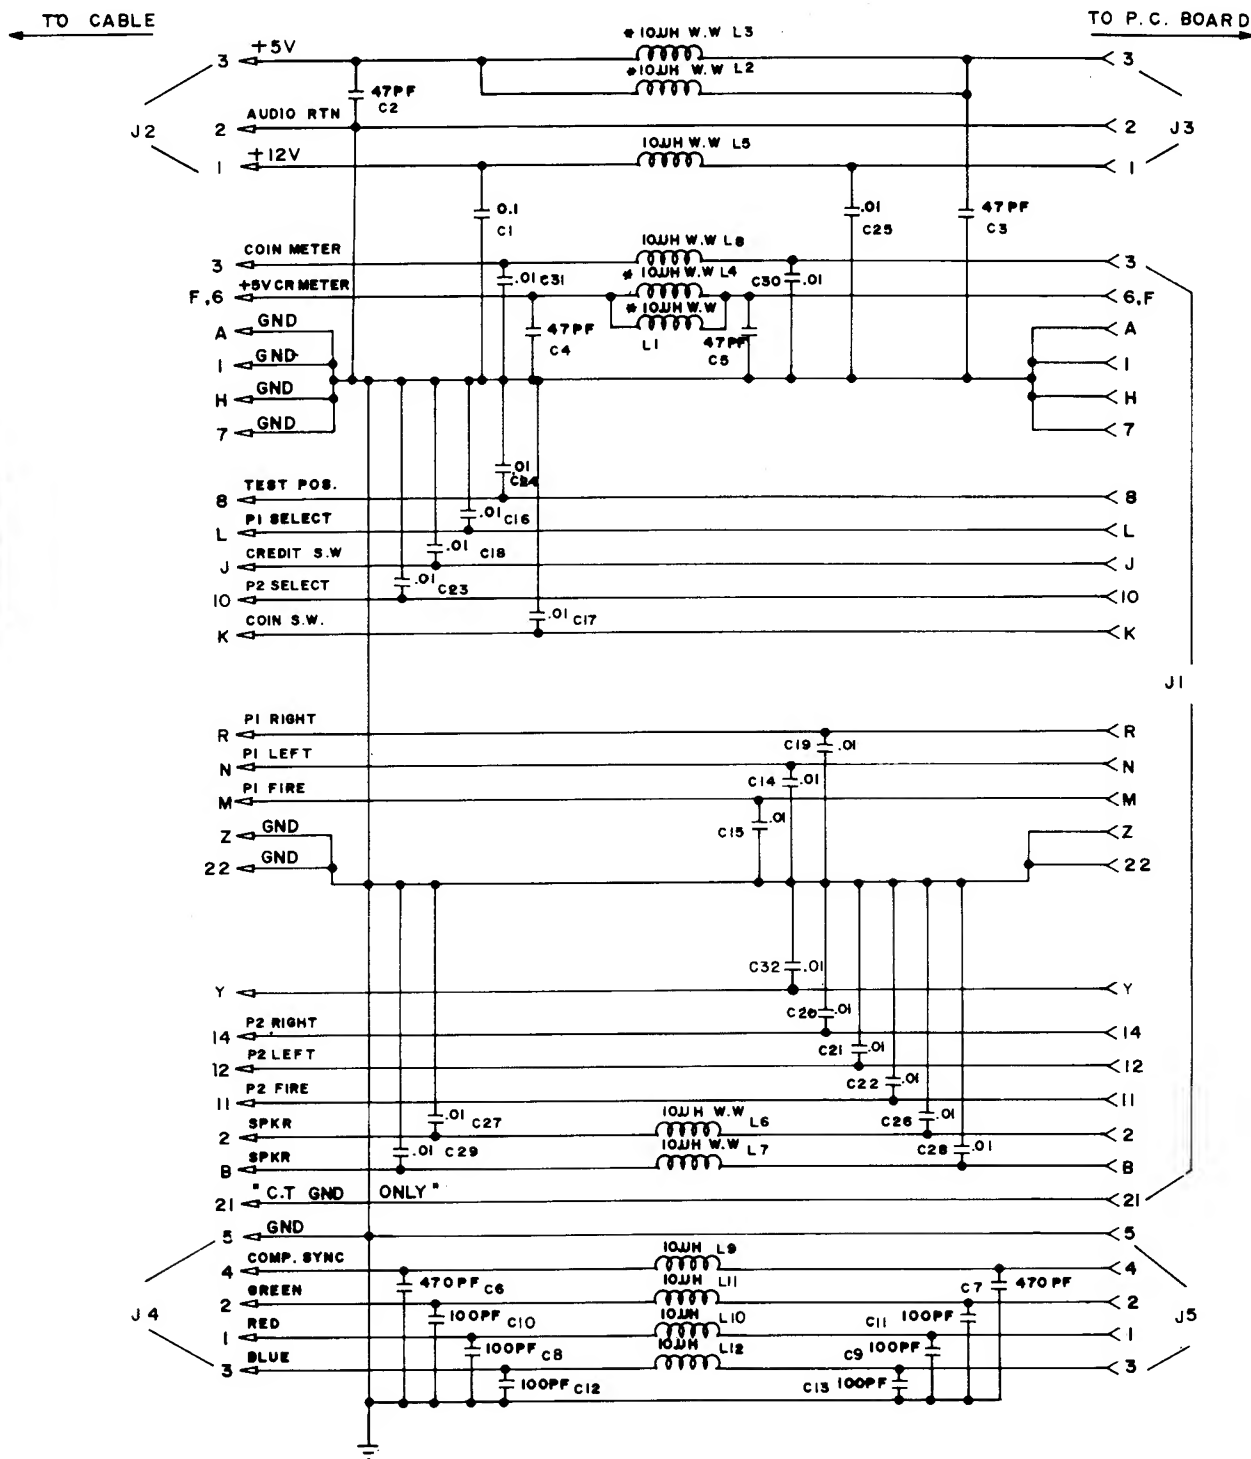 TO CABLE
TO P.C. BOARD
3 +5V * 10UH W.W L3 3
*10UH W.W L2
47PF
C2
J2 2 AUDIO RTN 2 J3
1 +12V 10UH W.W L5 1
0.1
C1
.01
C25
47PF
C3
3 COIN METER 10UH W.W L8 3
.01 C31 C30 .01
F,6 +5V CR METER * 10UH W.W L4 6,F
* 10UH W.W
L1
47PF
C4
47PF
C5
A GND A
1 GND 1
H GND H
7 GND 7
.01
C24
8 TEST POS. 8
.01 C16
L P1 SELECT L
.01 C18
J CREDIT S.W J
.01 C23
10 P2 SELECT 10
.01 C17
K COIN S.W. K
J1
R P1 RIGHT R
C19 .01
N P1 LEFT N
C14 .01
M P1 FIRE M
C15 .01
Z GND Z
22 GND 22
C32 .01
Y Y
C20 .01
14 P2 RIGHT 14
C21 .01
12 P2 LEFT 12
C22 .01
11 P2 FIRE 11
.01 C27 10UH W.W L6 C26 .01
2 SPKR 2
.01 C29 10UH W.W L7 C28 .01
B SPKR B
21 "C.T GND ONLY" 21
5 GND 5
4 COMP. SYNC 10UH L9 4
470PF C6 10UH L11 C7 470PF
2 GREEN 2
J4 100PF C10 10UH L10 C11 100PF J5
1 RED 1
100PF C8 10UH L12 C9 100PF
3 BLUE 3
100PF C12 C13 100PF